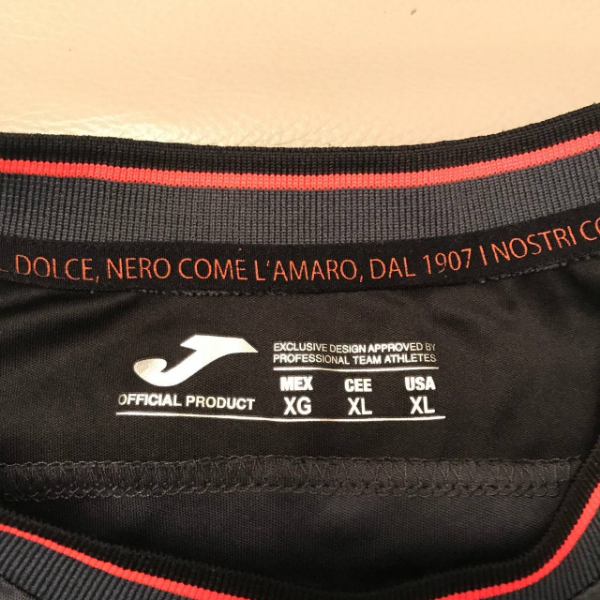 DOLCE, NERO COME L'AMARO, DAL 1907 I NOSTRI
EXCLUSIVE DESIGN APPROVED BY
PROFESSIONAL TEAM ATHLETES
MEX CEE USA
XG XL XL
OFFICIAL PRODUCT